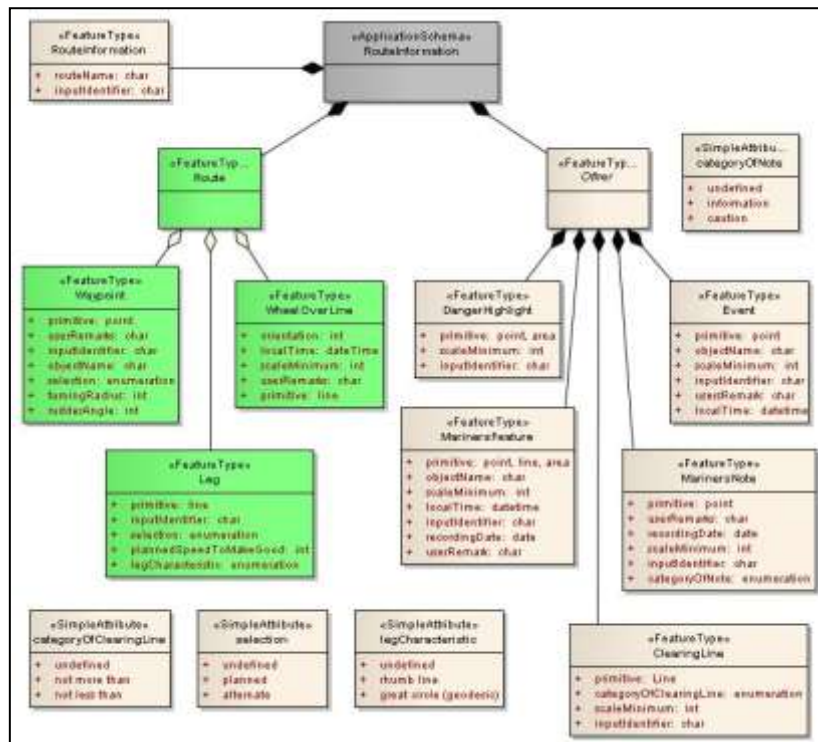 «FeatureType»
RouteInformation
+ routeName: char
+ inputIdentifier: char
«ApplicationSchema»
RouteInformation
«FeatureTyp...
Route
«FeatureTyp...
Other
«SimpleAttribu...
categoryOfNote
+ undefined
+ information
+ caution
«FeatureType»
Waypoint
+ primitive: point
+ userRemarks: char
+ inputIdentifier: char
+ objectName: char
+ selection: enumeration
+ turningRadius: int
+ rudderAngle: int
«FeatureType»
WheelOverLine
+ orientation: int
+ localTime: dateTime
+ scaleMinimum: int
+ userRemarks: char
+ primitive: line
«FeatureType»
DangerHighlight
+ primitive: point, area
+ scaleMinimum: int
+ inputIdentifier: char
«FeatureType»
Event
+ primitive: point
+ objectName: char
+ scaleMinimum: int
+ inputIdentifier: char
+ userRemark: char
+ localTime: datetime
«FeatureType»
Leg
+ primitive: line
+ inputIdentifier: char
+ selection: enumeration
+ plannedSpeedToMakeGood: int
+ legCharacteristic: enumeration
«FeatureType»
MarinersFeature
+ primitive: point, line, area
+ objectName: char
+ scaleMinimum: int
+ localTime: datetime
+ inputIdentifier: char
+ recordingDate: date
+ userRemark: char
«FeatureType»
MarinersNote
+ primitive: point
+ userRemarks: char
+ recordingDate: date
+ scaleMinimum: int
+ inputIdentifier: char
+ categoryOfNote: enumeration
«SimpleAttribute»
categoryOfClearingLine
+ undefined
+ not more than
+ not less than
«SimpleAttribute»
selection
+ undefined
+ planned
+ alternate
«SimpleAttribute»
legCharacteristic
+ undefined
+ rhumb line
+ great circle (geodesic)
«FeatureType»
ClearingLine
+ primitive: Line
+ categoryOfClearingLine: enumeration
+ scaleMinimum: int
+ inputIdentifier: char